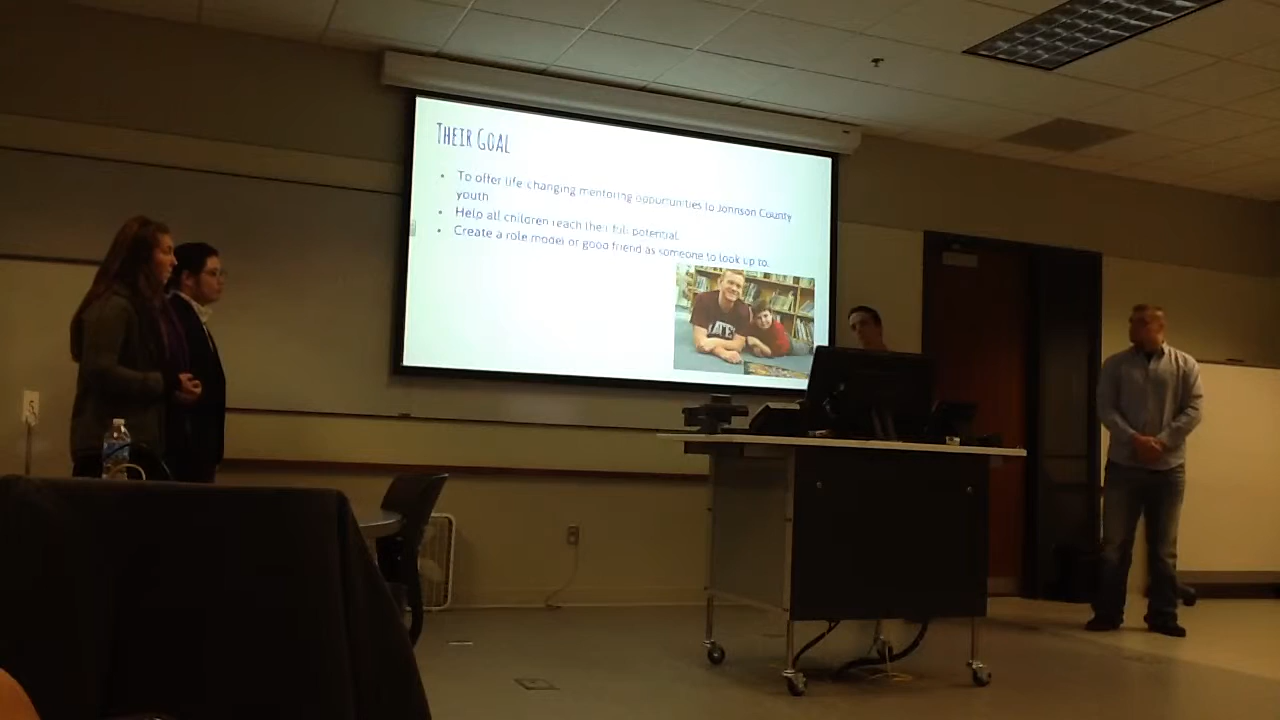 THEIR GOAL
• To offer life changing mentoring opportunities to Johnson County
youth
• Help all children reach their full potential.
• Create a role model or good friend as someone to look up to.